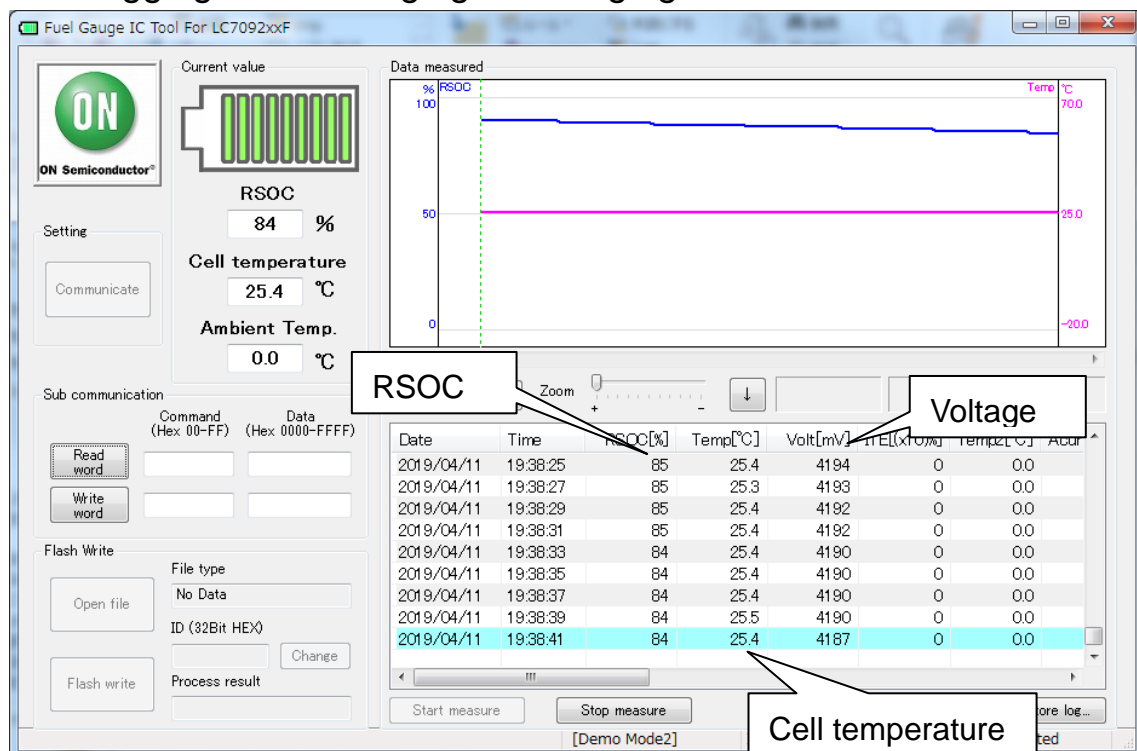 Fuel Gauge IC Tool For LC7092xxF
ON
ON Semiconductor®
Current value
RSOC
84 %
Cell temperature
25.4 ℃
Ambient Temp.
0.0 ℃
Setting
Communicate
Sub communication
Command
(Hex 00-FF)
Data
(Hex 0000-FFFF)
Read
word
Write
word
Flash Write
Open file
File type
No Data
ID (32Bit HEX)
Change
Flash write
Process result
Data measured
% RSOC Temp ℃
100 70.0
50 25.0
0 -20.0
RSOC
Zoom
+ -
↓
Voltage
Date Time RSOC[%] Temp[℃] Volt[mV]
2019/04/11 19:38:25 85 25.4 4194 0 0.0
2019/04/11 19:38:27 85 25.3 4193 0 0.0
2019/04/11 19:38:29 85 25.4 4192 0 0.0
2019/04/11 19:38:31 85 25.4 4192 0 0.0
2019/04/11 19:38:33 84 25.4 4190 0 0.0
2019/04/11 19:38:35 84 25.4 4190 0 0.0
2019/04/11 19:38:37 84 25.4 4190 0 0.0
2019/04/11 19:38:39 84 25.5 4190 0 0.0
2019/04/11 19:38:41 84 25.4 4187 0 0.0
Start measure
Stop measure
Cell temperature
log...
[Demo Mode2]